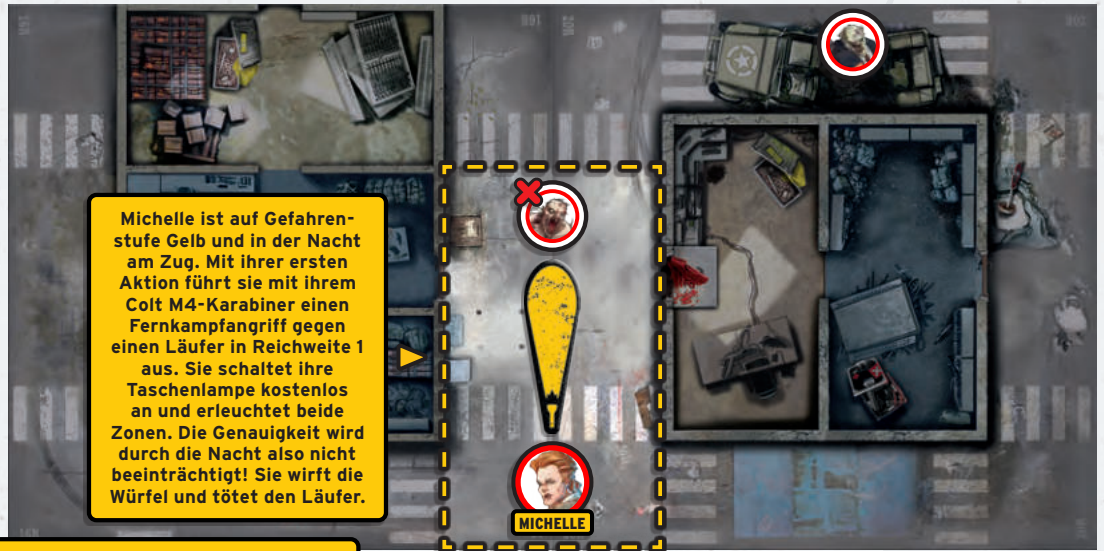 Michelle ist auf Gefahren-
stufe Gelb und in der Nacht
am Zug. Mit ihrer ersten
Aktion führt sie mit ihrem
Colt M4-Karabiner einen
Fernkampfangriff gegen
einen Läufer in Reichweite 1
aus. Sie schaltet ihre
Taschenlampe kostenlos
an und erleuchtet beide
Zonen. Die Genauigkeit wird
durch die Nacht also nicht
beeinträchtigt! Sie wirft die
Würfel und tötet den Läufer.
MICHELLE